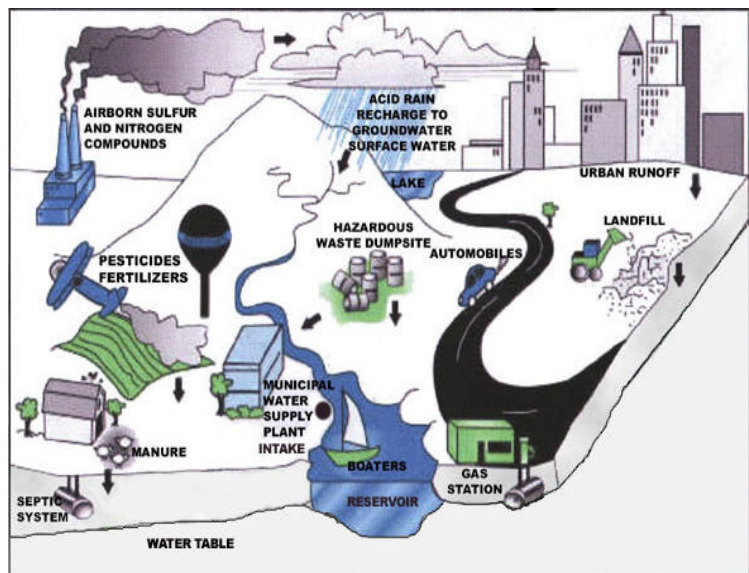 AIRBORN SULFUR
AND NITROGEN
COMPOUNDS
ACID RAIN
RECHARGE TO
GROUNDWATER
SURFACE WATER
LAKE
URBAN RUNOFF
LANDFILL
HAZARDOUS
WASTE DUMPSITE
AUTOMOBILES
PESTICIDES
FERTILIZERS
MUNICIPAL
WATER
SUPPLY
PLANT
INTAKE
MANURE
BOATERS
GAS
STATION
SEPTIC
SYSTEM
RESERVOIR
WATER TABLE